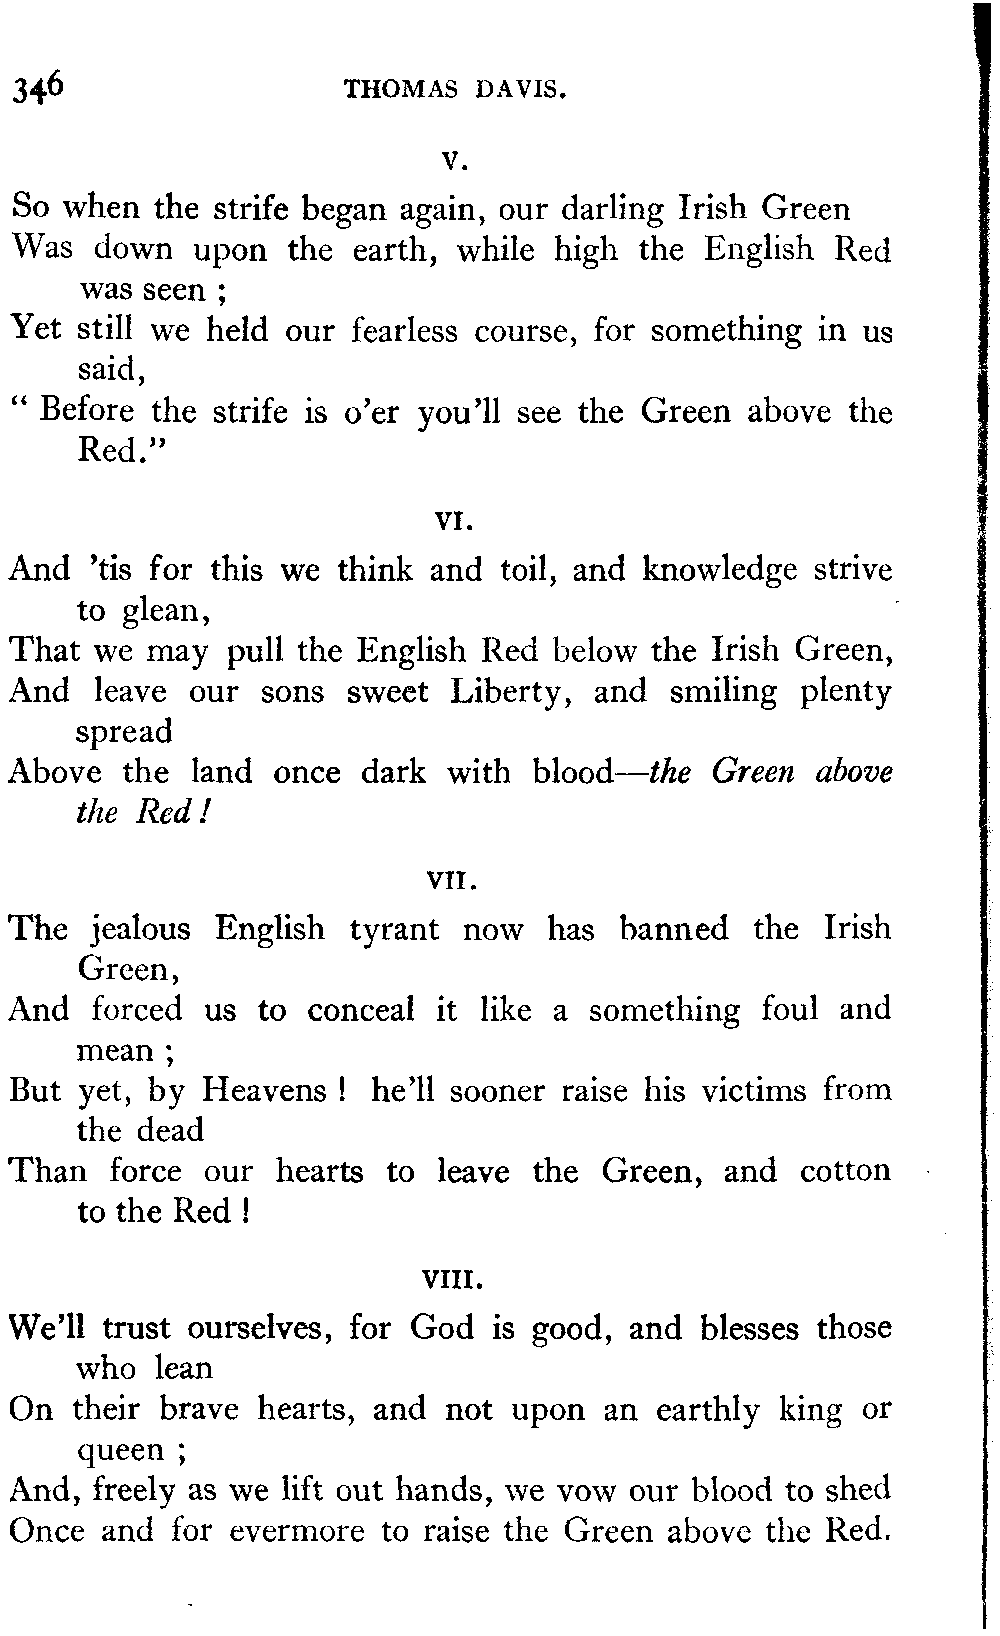 346 THOMAS DAVIS.
V.
So when the strife began again, our darling Irish Green
Was down upon the earth, while high the English Red
was seen ;
Yet still we held our fearless course, for something in us
said,
“ Before the strife is o’er you’ll see the Green above the
Red.”
VI.
And ’tis for this we think and toil, and knowledge strive
to glean,
That we may pull the English Red below the Irish Green,
And leave our sons sweet Liberty, and smiling plenty
spread
Above the land once dark with blood—the Green above
the Red !
VII.
The jealous English tyrant now has banned the Irish
Green,
And forced us to conceal it like a something foul and
mean ;
But yet, by Heavens ! he’ll sooner raise his victims from
the dead
Than force our hearts to leave the Green, and cotton
to the Red !
VIII.
We’ll trust ourselves, for God is good, and blesses those
who lean
On their brave hearts, and not upon an earthly king or
queen ;
And, freely as we lift out hands, we vow our blood to shed
Once and for evermore to raise the Green above the Red.